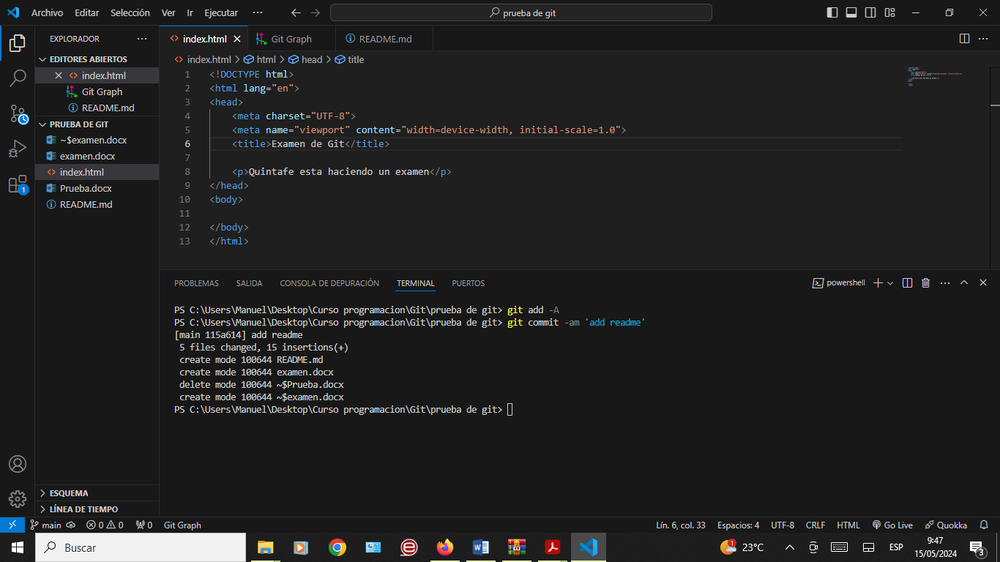 Archivo Editar Selección Ver Ir Ejecutar ··· prueba de git
EXPLORADOR ···
EDITORES ABIERTOS
index.html
Git Graph
README.md
PRUEBA DE GIT
~$examen.docx
examen.docx
index.html
Prueba.docx
README.md
1
ESQUEMA
LÍNEA DE TIEMPO
index.html Git Graph README.md
index.html > html > head > title
1 <!DOCTYPE html>
2 <html lang="en">
3 <head>
4 <meta charset="UTF-8">
5 <meta name="viewport" content="width=device-width, initial-scale=1.0">
6 <title>Examen de Git</title>
7
8 <p>Quintafe esta haciendo un examen</p>
9 </head>
10 <body>
11
12 </body>
13 </html>
PROBLEMAS SALIDA CONSOLA DE DEPURACIÓN TERMINAL PUERTOS powershell
PS C:\Users\Manuel\Desktop\Curso programacion\Git\prueba de git> git add -A
PS C:\Users\Manuel\Desktop\Curso programacion\Git\prueba de git> git commit -am 'add readme'
[main 115a614] add readme
5 files changed, 15 insertions(+)
create mode 100644 README.md
create mode 100644 examen.docx
delete mode 100644 ~$Prueba.docx
create mode 100644 ~$examen.docx
PS C:\Users\Manuel\Desktop\Curso programacion\Git\prueba de git>
main 0 0 0 Git Graph Lín. 6, col. 33 Espacios: 4 UTF-8 CRLF HTML Go Live Quokka
Buscar 1 23°C ESP 9:47
15/05/2024 3